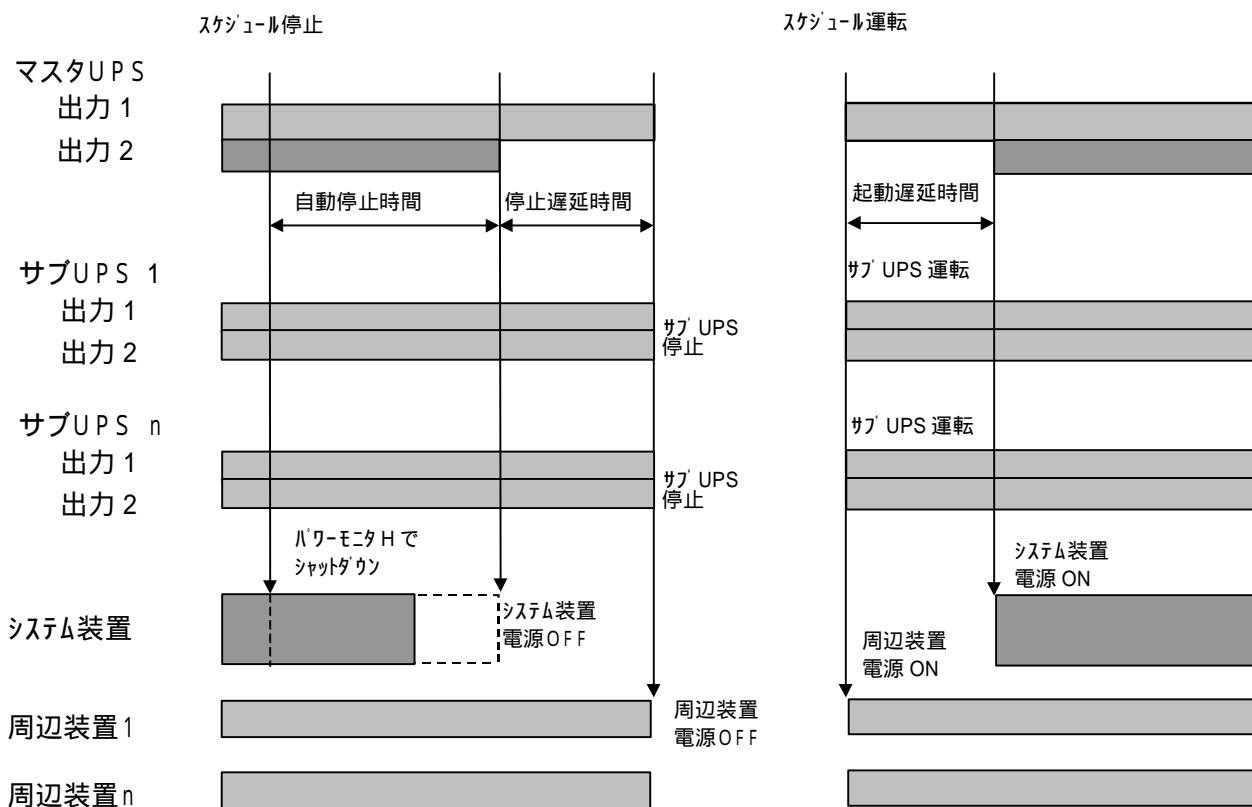 ｽｹｼﾞｭｰﾙ停止
ｽｹｼﾞｭｰﾙ運転
マスタＵＰＳ
出力１
出力２
自動停止時間
停止遅延時間
起動遅延時間
サブＵＰＳ １
出力１
出力２
ｻﾌﾞ UPS
停止
ｻﾌﾞ UPS 運転
サブＵＰＳ ｎ
出力１
出力２
ｻﾌﾞ UPS
停止
ｻﾌﾞ UPS 運転
ﾊﾟﾜｰﾓﾆﾀ H で
ｼｬｯﾄﾀﾞｳﾝ
ｼｽﾃﾑ装置
電源 ON
ｼｽﾃﾑ装置
ｼｽﾃﾑ装置
電源ＯＦＦ
周辺装置
電源 ON
周辺装置１
周辺装置
電源ＯＦＦ
周辺装置ｎ